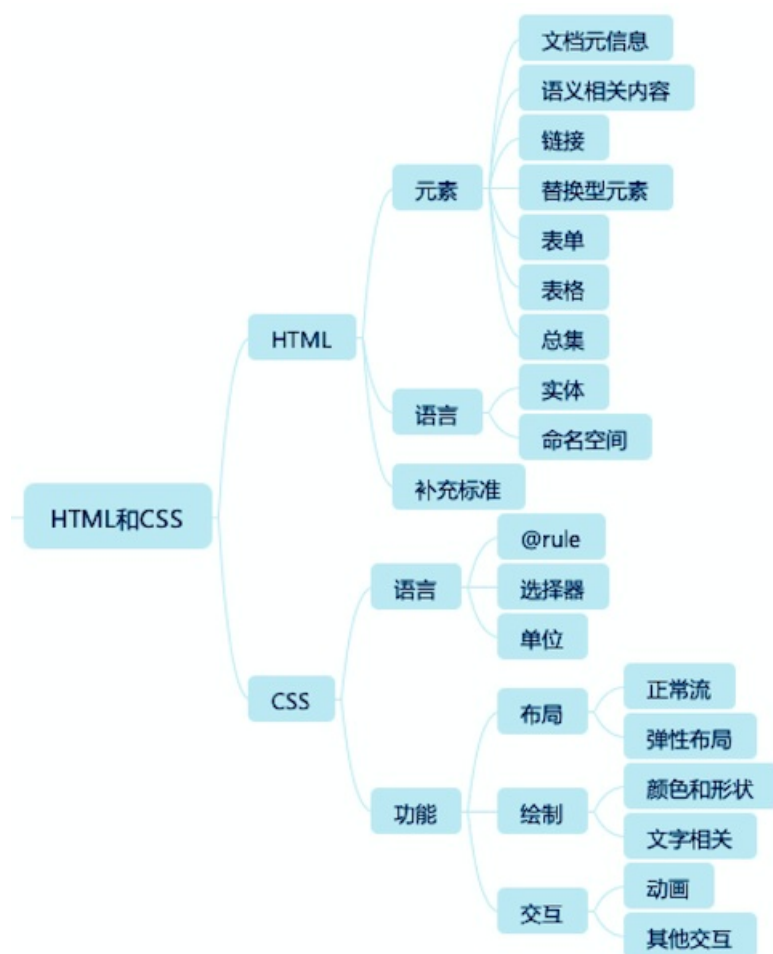 HTML和CSS
HTML
元素
文档元信息
语义相关内容
链接
替换型元素
表单
表格
总集
语言
实体
命名空间
补充标准
CSS
语言
@rule
选择器
单位
功能
布局
正常流
弹性布局
绘制
颜色和形状
文字相关
交互
动画
其他交互